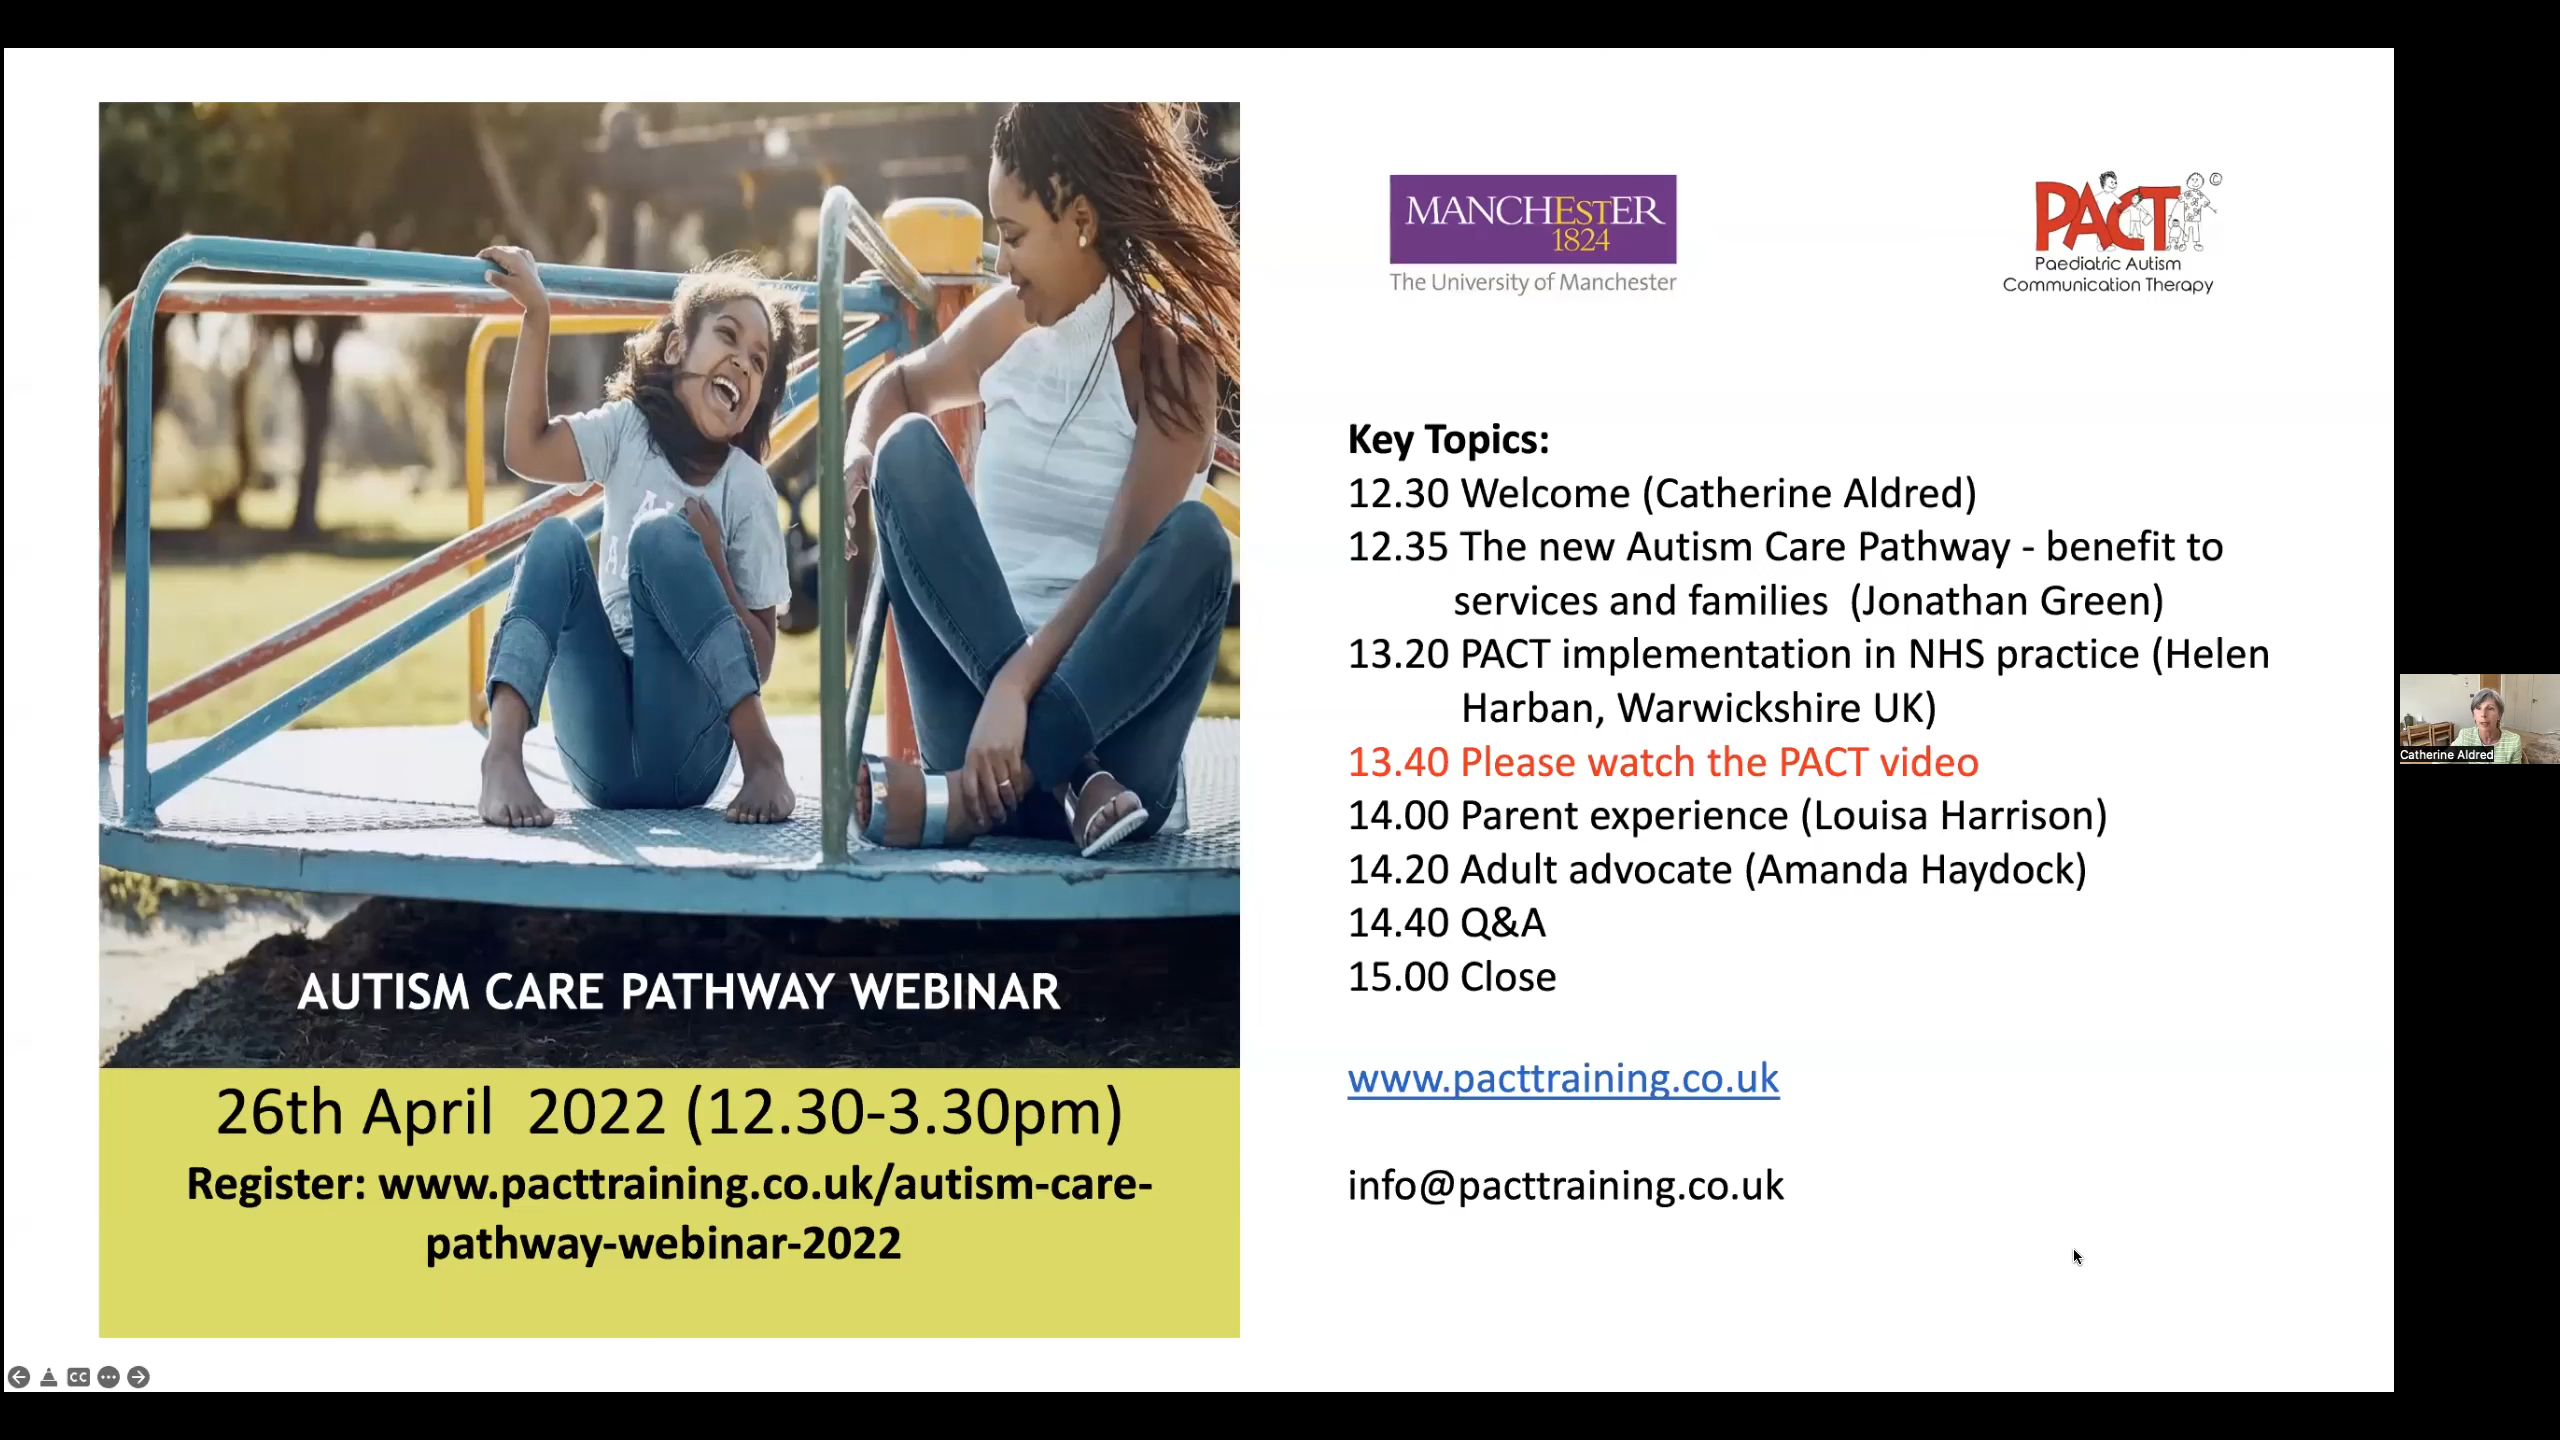 MANCHESTER
1824
The University of Manchester
PACT ©
Paediatric Autism
Communication Therapy
AUTISM CARE PATHWAY WEBINAR
26th April 2022 (12.30-3.30pm)
Register: www.pacttraining.co.uk/autism-care-
pathway-webinar-2022
Key Topics:
12.30 Welcome (Catherine Aldred)
12.35 The new Autism Care Pathway - benefit to
services and families (Jonathan Green)
13.20 PACT implementation in NHS practice (Helen
Harban, Warwickshire UK)
13.40 Please watch the PACT video
14.00 Parent experience (Louisa Harrison)
14.20 Adult advocate (Amanda Haydock)
14.40 Q&A
15.00 Close
www.pacttraining.co.uk
info@pacttraining.co.uk
Catherine Aldred
CC